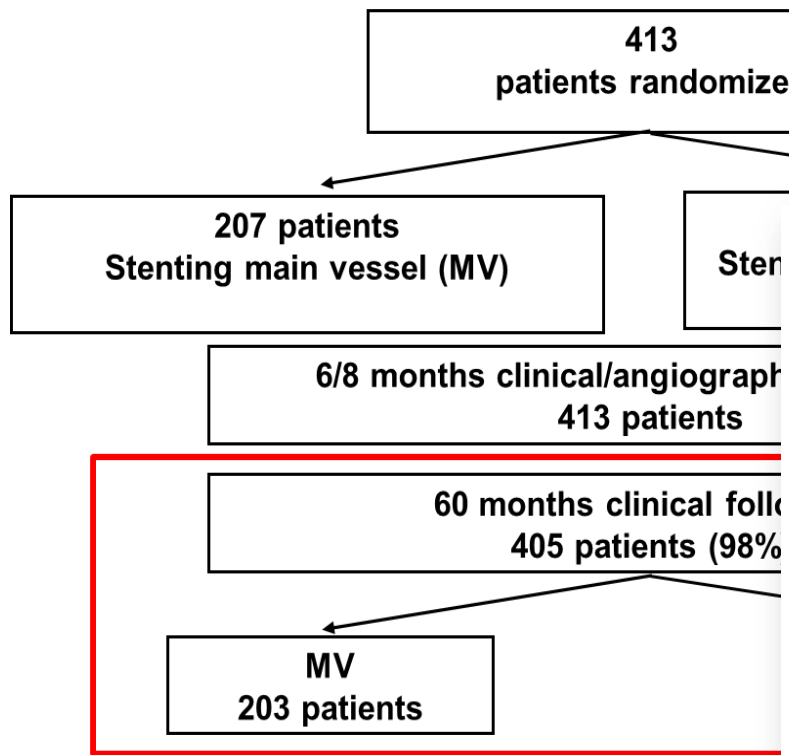 413
patients randomize
207 patients
Stenting main vessel (MV)
Sten
6/8 months clinical/angiograph
413 patients
60 months clinical follo
405 patients (98%
MV
203 patients